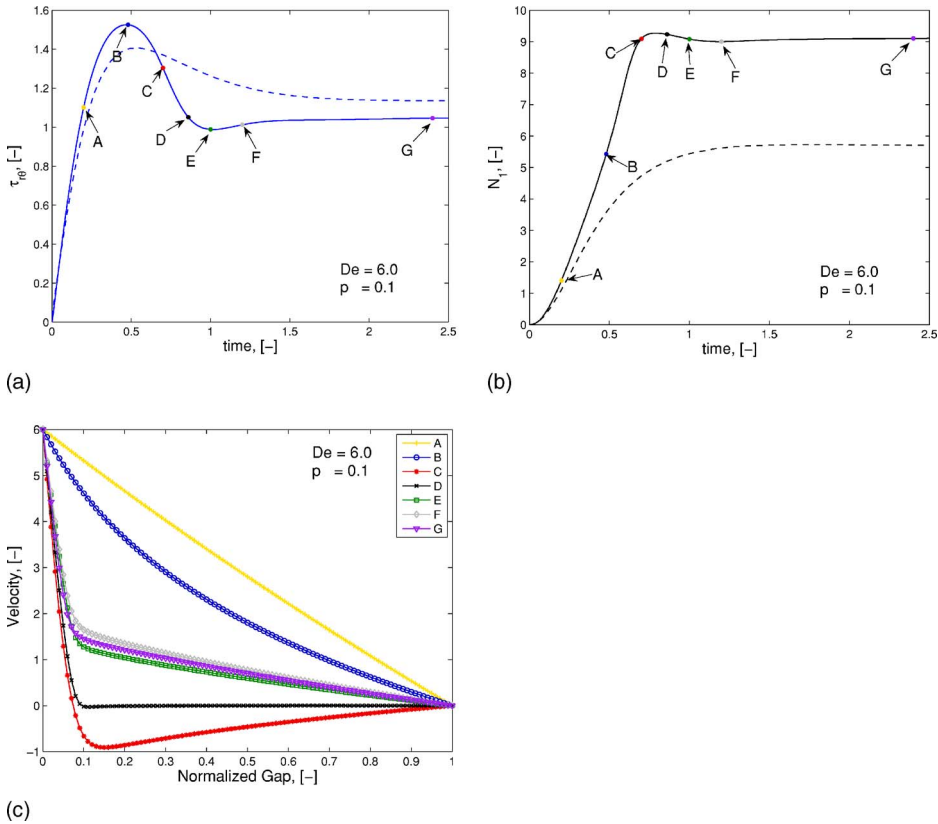 1.6
1.4
1.2
1
0.8
0.6
0.4
0.2
0
τrθ, [−]
0
0.5
1
1.5
2
2.5
time, [−]
A
B
C
D
E
F
G
De = 6.0
p = 0.1
(a)
10
9
8
7
6
5
4
3
2
1
0
N1, [−]
0
0.5
1
1.5
2
2.5
time, [−]
A
B
C
D
E
F
G
De = 6.0
p = 0.1
(b)
6
5
4
3
2
1
0
−1
Velocity, [−]
0
0.1
0.2
0.3
0.4
0.5
0.6
0.7
0.8
0.9
1
Normalized Gap, [−]
De = 6.0
p = 0.1
A
B
C
D
E
F
G
(c)